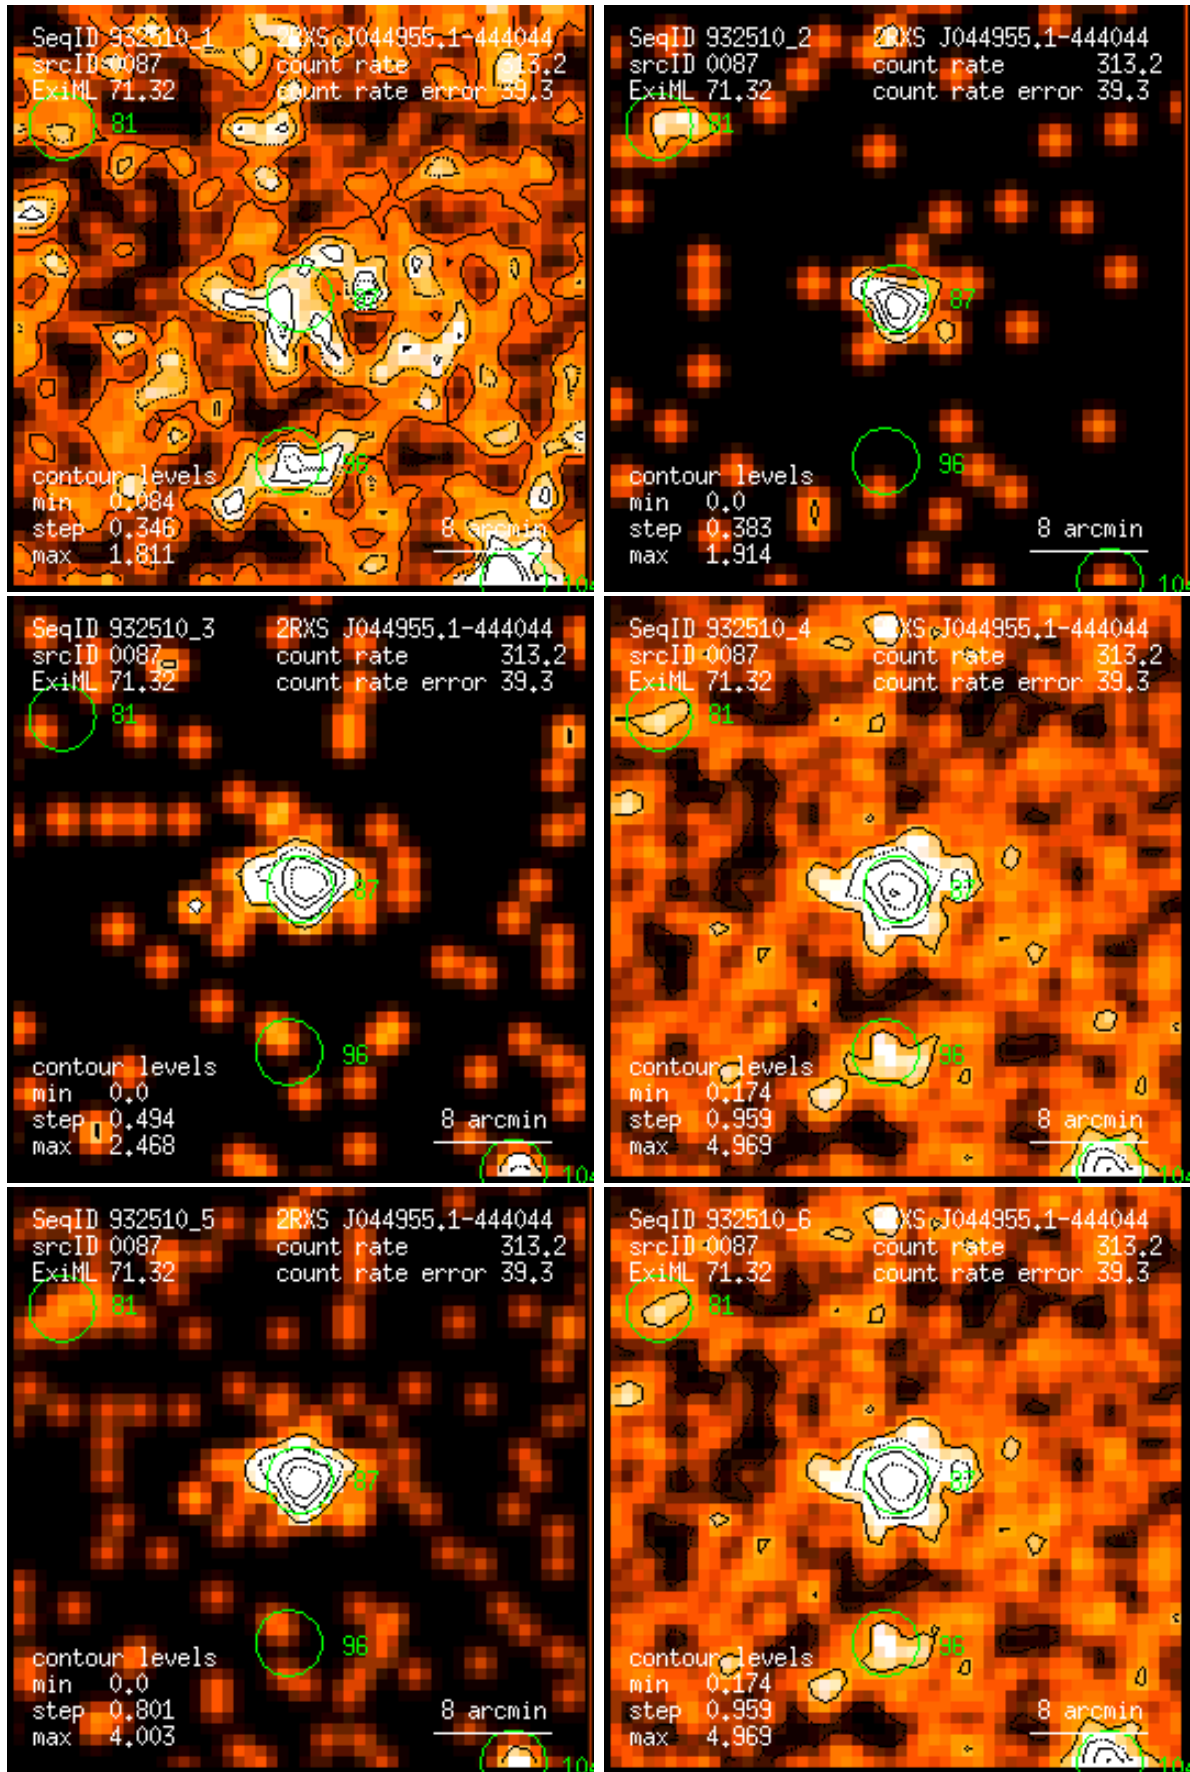 SeqID 932510_1 2RXS J044955.1-444044
srcID 0087 count rate 313.2
ExiML 71.32 count rate error 39.3
81
87
96
contour levels
min 0.084
step 0.346 8 arcmin
max 1.811
SeqID 932510_2 2RXS J044955.1-444044
srcID 0087 count rate 313.2
ExiML 71.32 count rate error 39.3
81
87
96
contour levels
min 0.0
step 0.383 8 arcmin
max 1.914
SeqID 932510_3 2RXS J044955.1-444044
srcID 0087 count rate 313.2
ExiML 71.32 count rate error 39.3
81
87
96
contour levels
min 0.0
step 0.494 8 arcmin
max 2.468
SeqID 932510_4 XS J044955.1-444044
srcID 0087 count rate 313.2
ExiML 71.32 count rate error 39.3
81
87
96
contour levels
min 0.174
step 0.959 8 arcmin
max 4.969
SeqID 932510_5 2RXS J044955.1-444044
srcID 0087 count rate 313.2
ExiML 71.32 count rate error 39.3
81
87
96
contour levels
min 0.0
step 0.801 8 arcmin
max 4.003
SeqID 932510_6 XS J044955.1-444044
srcID 0087 count rate 313.2
ExiML 71.32 count rate error 39.3
81
87
96
contour levels
min 0.174
step 0.959 8 arcmin
max 4.969